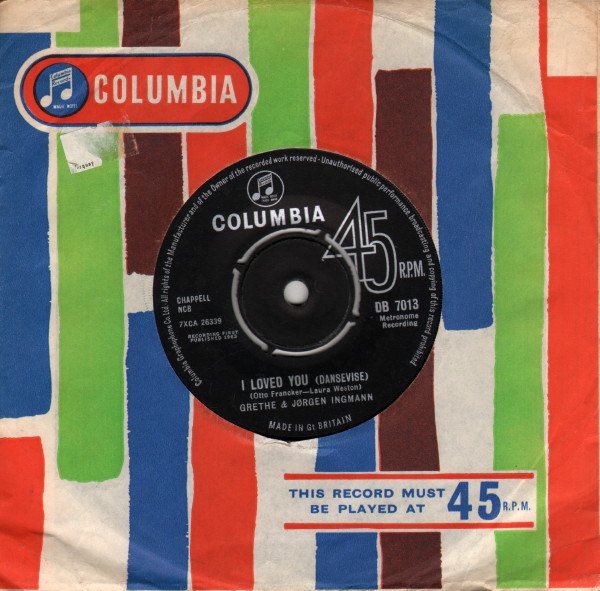 COLUMBIA
MAGIC NOTES
COLUMBIA
45
R.P.M.
CHAPPELL
NCB
7XCA 26339
RECORDING FIRST
PUBLISHED 1963
DB 7013
Metronome
Recording
I LOVED YOU (DANSEVISE)
(Otto Francker—Laura Weston)
GRETHE & JØRGEN INGMANN
MADE IN Gt BRITAIN
Columbia Graphophone Co Ltd. All rights of the Manufacturer and of the Owner of the recorded work reserved - Unauthorised public performance, broadcasting and copying of this record prohibited
THIS RECORD MUST
BE PLAYED AT 45 R.P.M.